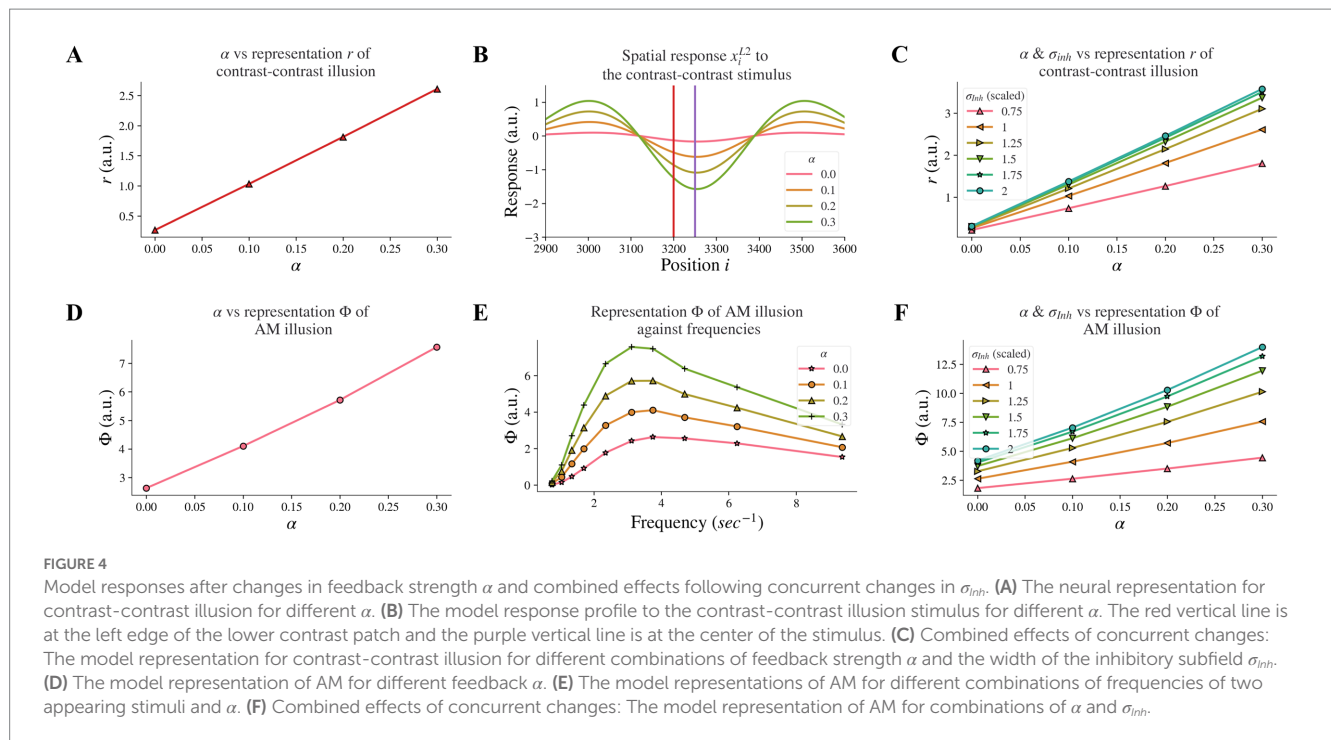 A
α vs representation r of
contrast-contrast illusion
r (a.u.)
2.5
2.0
1.5
1.0
0.5
0.00 0.05 0.10 0.15 0.20 0.25 0.30
α
B
Spatial response x_i^{L2} to
the contrast-contrast stimulus
Response (a.u.)
1
0
−1
−2
−3
α
0.0
0.1
0.2
0.3
2900 3000 3100 3200 3300 3400 3500 3600
Position i
C
α & σinh vs representation r of
contrast-contrast illusion
r (a.u.)
3
2
1
σInh (scaled)
0.75
1
1.25
1.5
1.75
2
0.00 0.05 0.10 0.15 0.20 0.25 0.30
α
D
α vs representation Φ of
AM illusion
Φ (a.u.)
7
6
5
4
3
0.00 0.05 0.10 0.15 0.20 0.25 0.30
α
E
Representation Φ of AM illusion
against frequencies
Φ (a.u.)
6
4
2
0
α
0.0
0.1
0.2
0.3
2 4 6 8
Frequency (sec⁻¹)
F
α & σInh vs representation Φ of
AM illusion
Φ (a.u.)
12.5
10.0
7.5
5.0
2.5
σInh (scaled)
0.75
1
1.25
1.5
1.75
2
0.00 0.05 0.10 0.15 0.20 0.25 0.30
α
FIGURE 4
Model responses after changes in feedback strength α and combined effects following concurrent changes in σInh. (A) The neural representation for
contrast-contrast illusion for different α. (B) The model response profile to the contrast-contrast illusion stimulus for different α. The red vertical line is
at the left edge of the lower contrast patch and the purple vertical line is at the center of the stimulus. (C) Combined effects of concurrent changes:
The model representation for contrast-contrast illusion for different combinations of feedback strength α and the width of the inhibitory subfield σInh.
(D) The model representation of AM for different feedback α. (E) The model representations of AM for different combinations of frequencies of two
appearing stimuli and α. (F) Combined effects of concurrent changes: The model representation of AM for combinations of α and σInh.